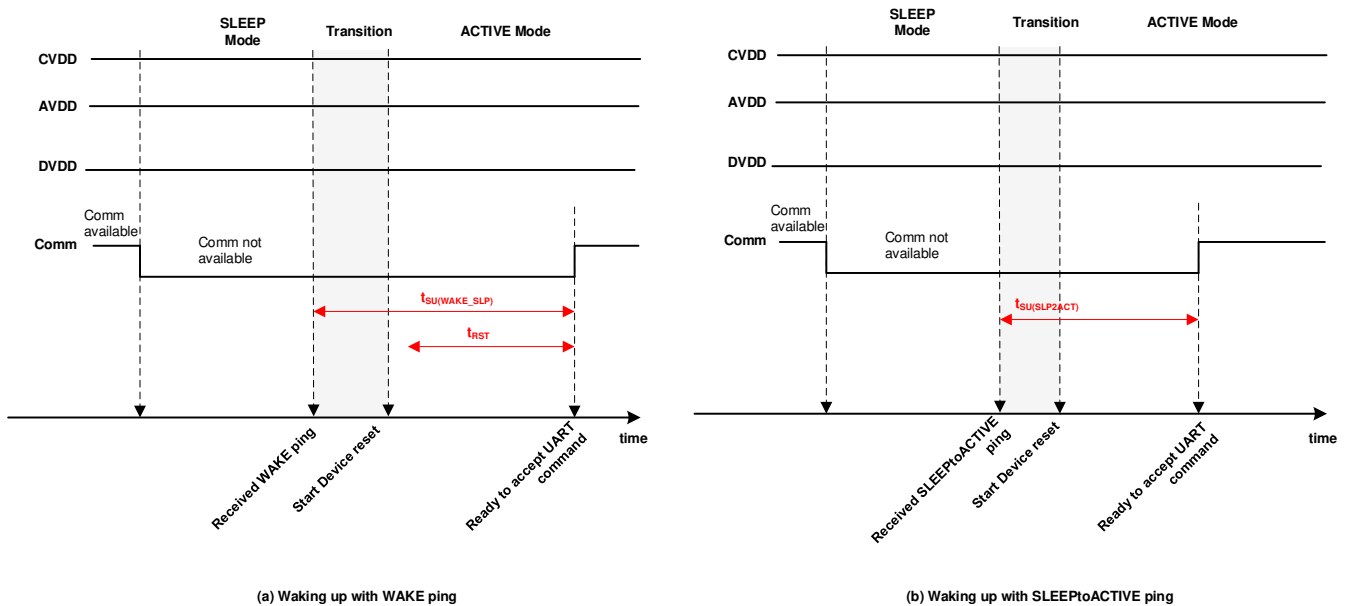 SLEEP
Mode
Transition
ACTIVE Mode
CVDD
AVDD
DVDD
Comm
available
Comm
Comm not
available
tSU(WAKE_SLP)
tRST
time
Received WAKE ping
Start Device reset
Ready to accept UART
command
(a) Waking up with WAKE ping
SLEEP
Mode
Transition
ACTIVE Mode
CVDD
AVDD
DVDD
Comm
available
Comm
Comm not
available
tSU(SLP2ACT)
time
Received SLEEPtoACTIVE
ping
Start Device reset
Ready to accept UART
command
(b) Waking up with SLEEPtoACTIVE ping